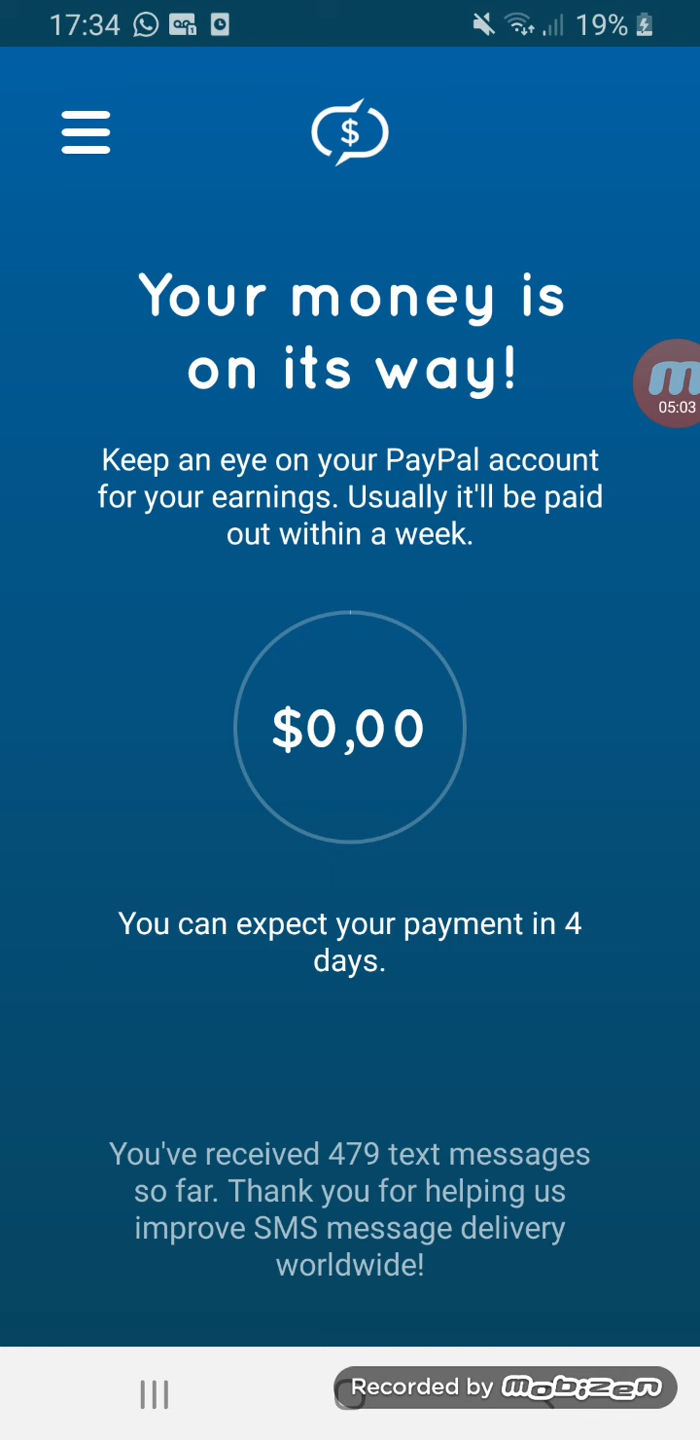 17:34 19%
$
Your money is
on its way!
05:03
Keep an eye on your PayPal account
for your earnings. Usually it'll be paid
out within a week.
$0,00
You can expect your payment in 4
days.
You've received 479 text messages
so far. Thank you for helping us
improve SMS message delivery
worldwide!
Recorded by mobizen